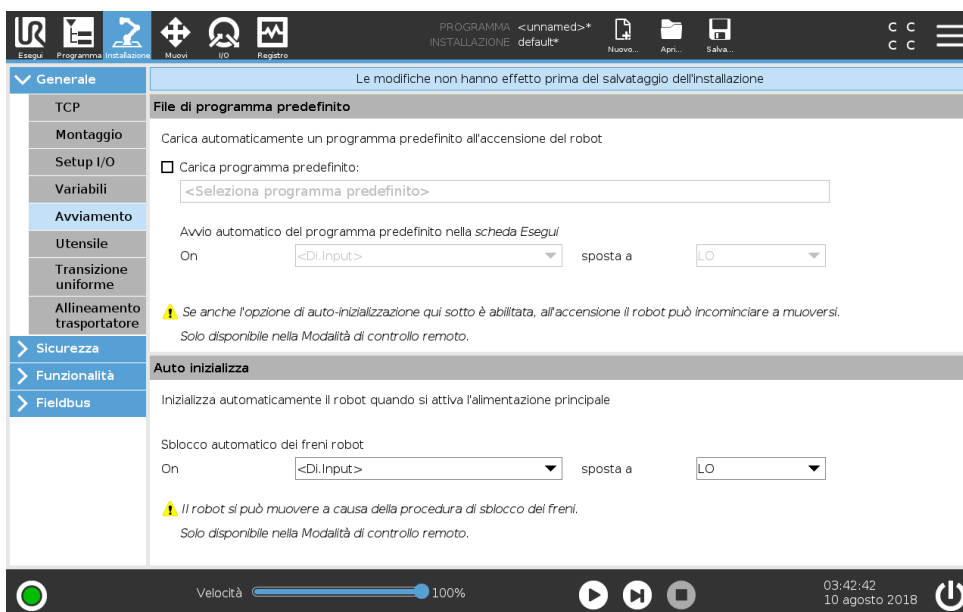 UR
PROGRAMMA <unnamed>*
INSTALLAZIONE default*
C C
C C
Esegui Programma Installazione Muovi I/O Registro Nuovo... Apri... Salva...
Generale
TCP
Montaggio
Setup I/O
Variabili
Avviamento
Utensile
Transizione
uniforme
Allineamento
trasportatore
Sicurezza
Funzionalità
Fieldbus
Le modifiche non hanno effetto prima del salvataggio dell'installazione
File di programma predefinito
Carica automaticamente un programma predefinito all'accensione del robot
Carica programma predefinito:
<Seleziona programma predefinito>
Avvio automatico del programma predefinito nella scheda Esegui
On <Di.Input> sposta a LO
Se anche l'opzione di auto-inizializzazione qui sotto è abilitata, all'accensione il robot può incominciare a muoversi.
Solo disponibile nella Modalità di controllo remoto.
Auto inizializza
Inizializza automaticamente il robot quando si attiva l'alimentazione principale
Sblocco automatico dei freni robot
On <Di.Input> sposta a LO
Il robot si può muovere a causa della procedura di sblocco dei freni.
Solo disponibile nella Modalità di controllo remoto.
Velocità 100%
03:42:42
10 agosto 2018